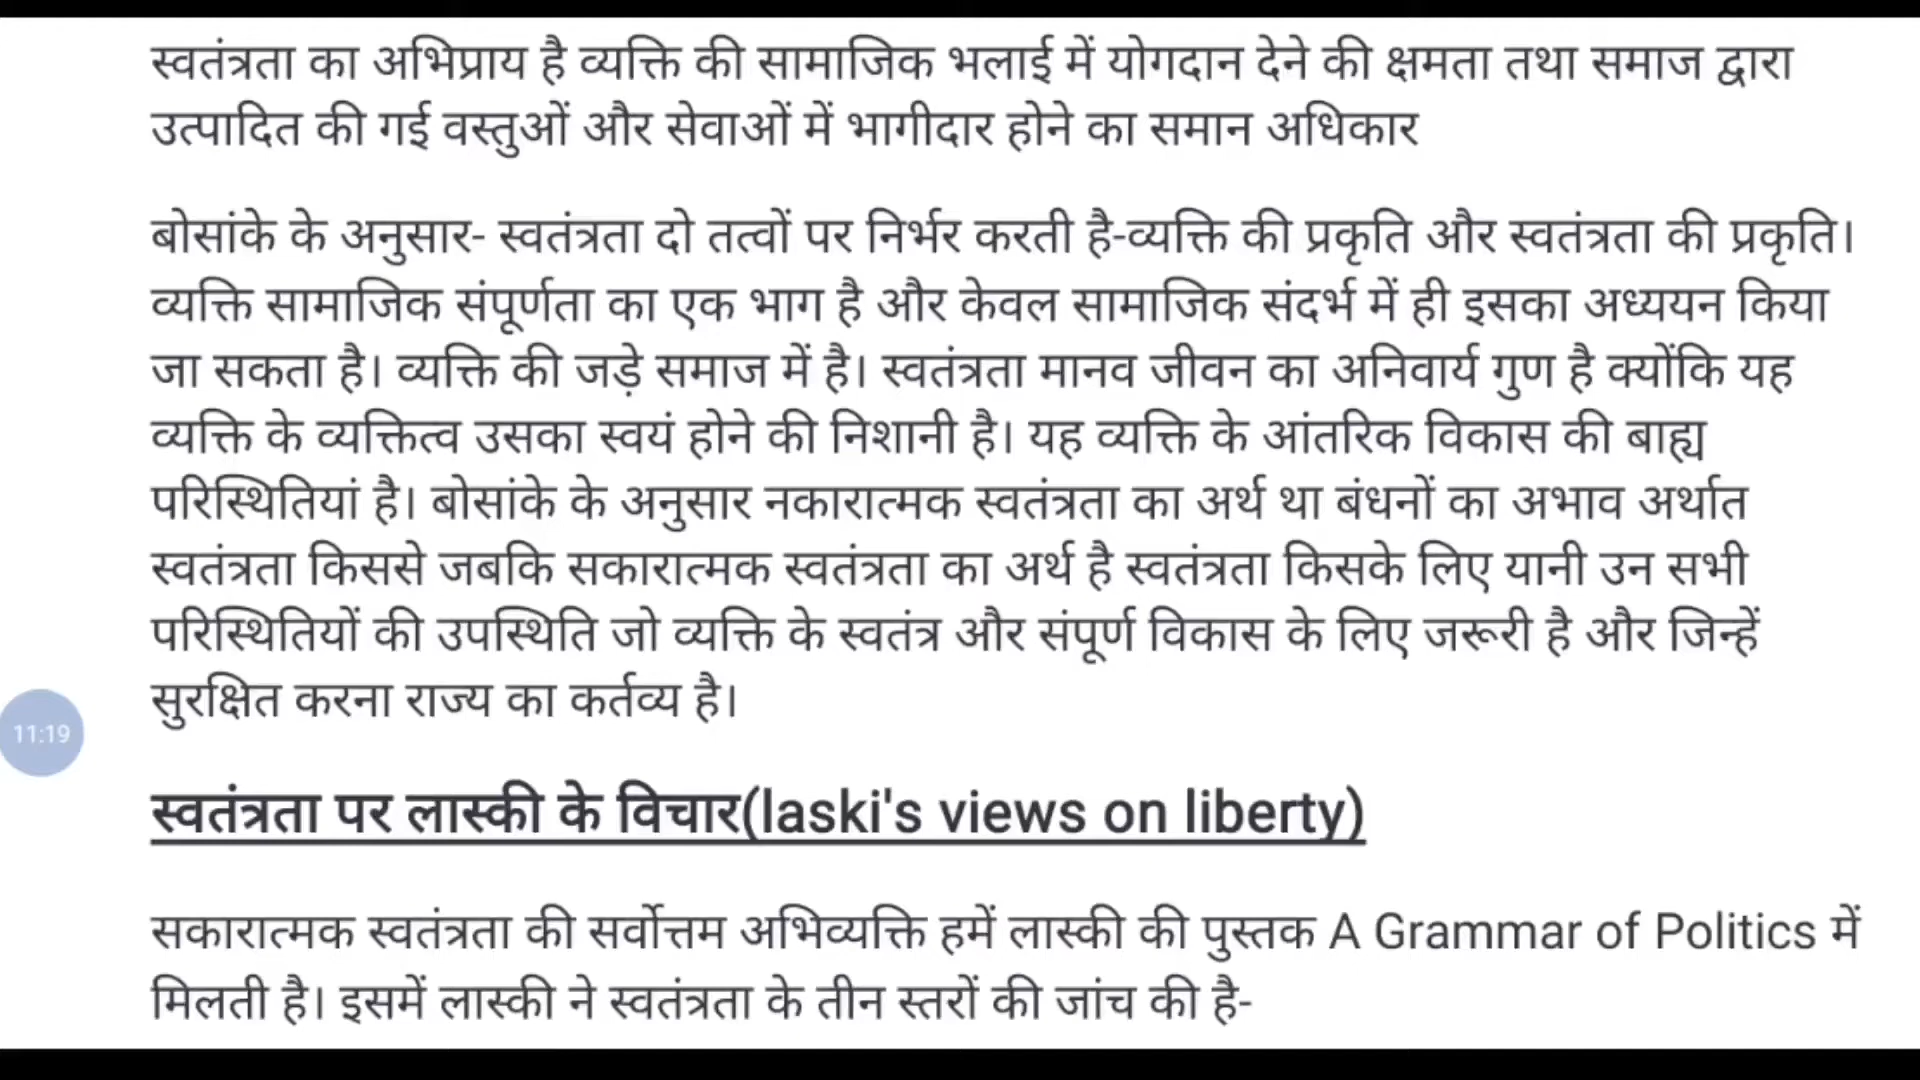 स्वतंत्रता का अभिप्राय है व्यक्ति की सामाजिक भलाई में योगदान देने की क्षमता तथा समाज द्वारा
उत्पादित की गई वस्तुओं और सेवाओं में भागीदार होने का समान अधिकार
बोसांके के अनुसार- स्वतंत्रता दो तत्वों पर निर्भर करती है-व्यक्ति की प्रकृति और स्वतंत्रता की प्रकृति।
व्यक्ति सामाजिक संपूर्णता का एक भाग है और केवल सामाजिक संदर्भ में ही इसका अध्ययन किया
जा सकता है। व्यक्ति की जड़े समाज में है। स्वतंत्रता मानव जीवन का अनिवार्य गुण है क्योंकि यह
व्यक्ति के व्यक्तित्व उसका स्वयं होने की निशानी है। यह व्यक्ति के आंतरिक विकास की बाह्य
परिस्थितियां है। बोसांके के अनुसार नकारात्मक स्वतंत्रता का अर्थ था बंधनों का अभाव अर्थात
स्वतंत्रता किससे जबकि सकारात्मक स्वतंत्रता का अर्थ है स्वतंत्रता किसके लिए यानी उन सभी
परिस्थितियों की उपस्थिति जो व्यक्ति के स्वतंत्र और संपूर्ण विकास के लिए जरूरी है और जिन्हें
सुरक्षित करना राज्य का कर्तव्य है।
11:19
स्वतंत्रता पर लास्की के विचार(laski's views on liberty)
सकारात्मक स्वतंत्रता की सर्वोत्तम अभिव्यक्ति हमें लास्की की पुस्तक A Grammar of Politics में
मिलती है। इसमें लास्की ने स्वतंत्रता के तीन स्तरों की जांच की है-